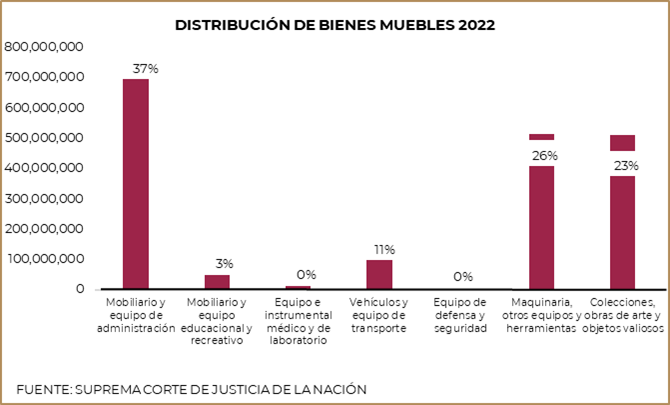 DISTRIBUCIÓN DE BIENES MUEBLES 2022
800,000,000
700,000,000
600,000,000
500,000,000
400,000,000
300,000,000
200,000,000
100,000,000
0
37%
3%
0%
11%
0%
26%
23%
Mobiliario y
equipo de
administración
Mobiliario y
equipo
educacional y
recreativo
Equipo e
instrumental
médico y de
laboratorio
Vehículos y
equipo de
transporte
Equipo de
defensa y
seguridad
Maquinaria,
otros equipos y
herramientas
Colecciones,
obras de arte y
objetos valiosos
FUENTE: SUPREMA CORTE DE JUSTICIA DE LA NACIÓN